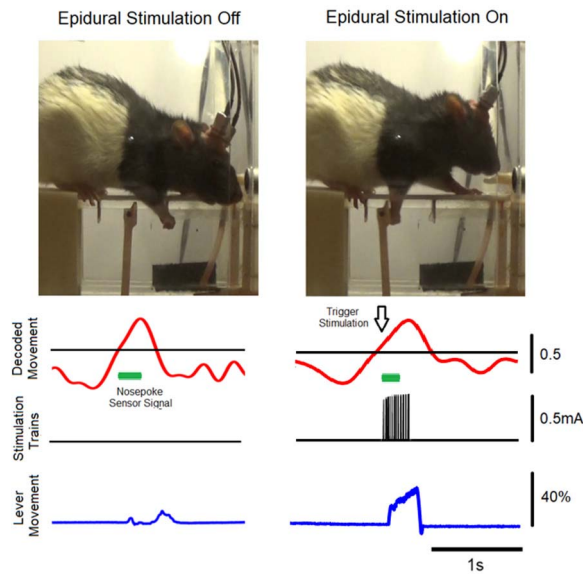 Epidural Stimulation Off
Epidural Stimulation On
Decoded
Movement
Nosepoke
Sensor Signal
Trigger
Stimulation
0.5
Stimulation
Trains
0.5mA
Lever
Movement
40%
1s